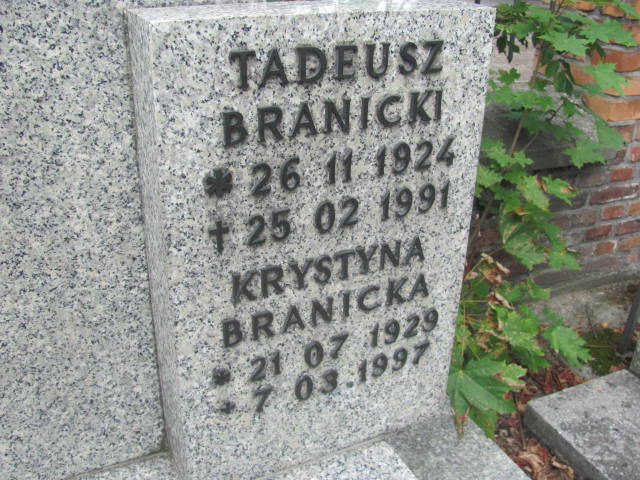 TADEUSZ
BRANICKI
* 26 11 1924
† 25 02 1991
KRYSTYNA
BRANICKA
* 21 07 1929
+ 7 03.1997